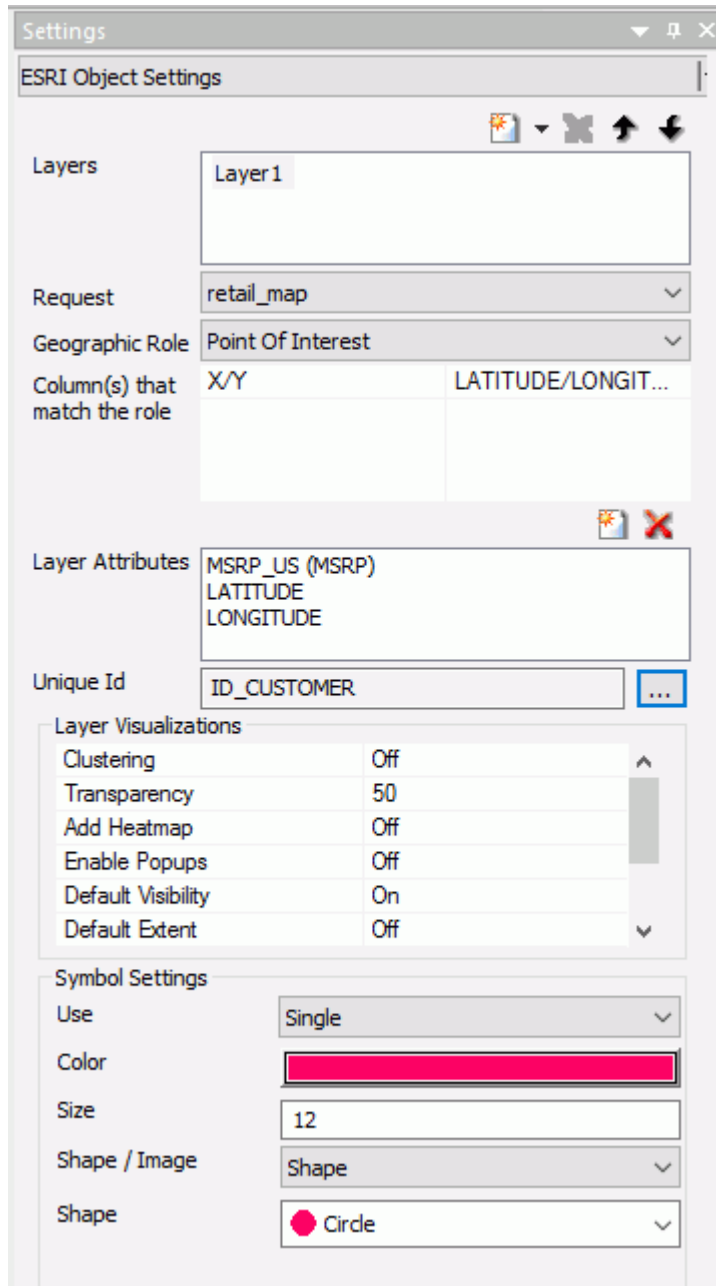 Settings
ESRI Object Settings
Layers
Layer1
Request retail_map
Geographic Role Point Of Interest
Column(s) that
match the role
X/Y LATITUDE/LONGIT...
Layer Attributes
MSRP_US (MSRP)
LATITUDE
LONGITUDE
Unique Id ID_CUSTOMER ...
Layer Visualizations
Clustering Off
Transparency 50
Add Heatmap Off
Enable Popups Off
Default Visibility On
Default Extent Off
Symbol Settings
Use Single
Color
Size 12
Shape / Image Shape
Shape Circle